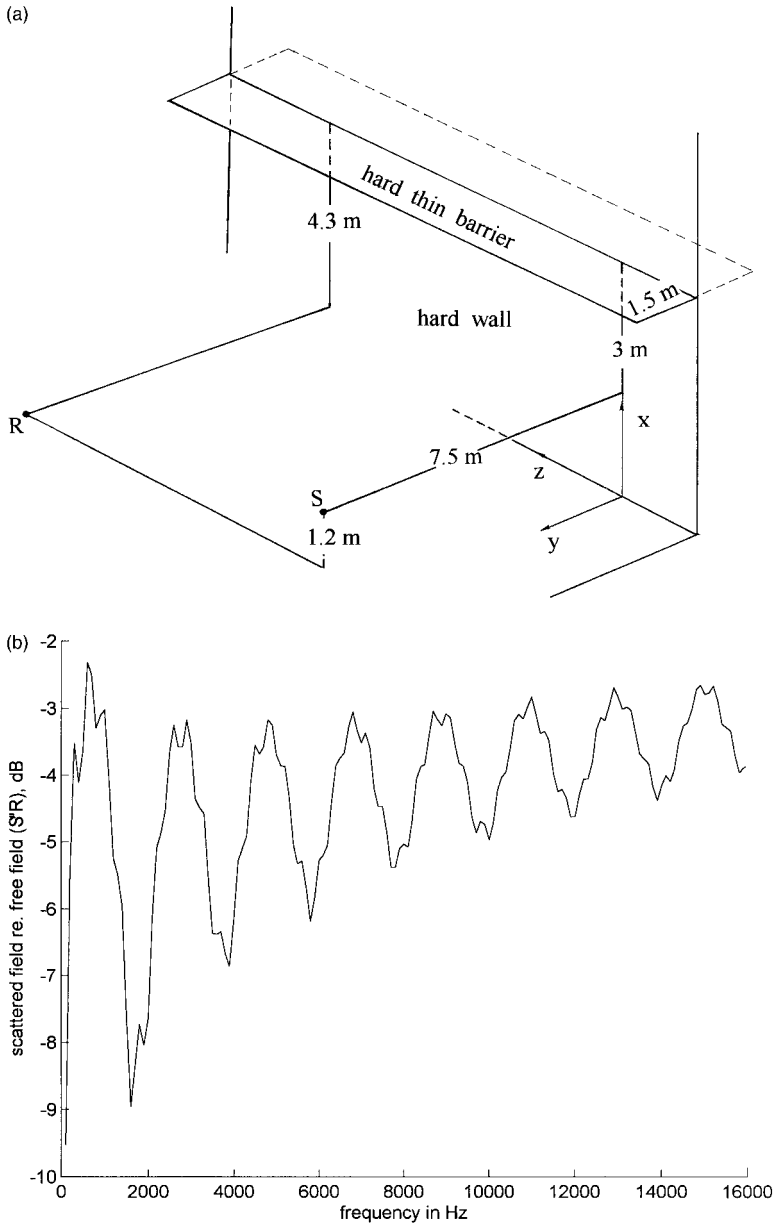 (a)
hard thin barrier
4.3 m
1.5 m
hard wall
3 m
R
x
7.5 m
z
S
1.2 m
y
(b)
-2
-3
-4
-5
-6
-7
-8
-9
-10
scattered field re. free field (S"R), dB
0 2000 4000 6000 8000 10000 12000 14000 16000
frequency in Hz